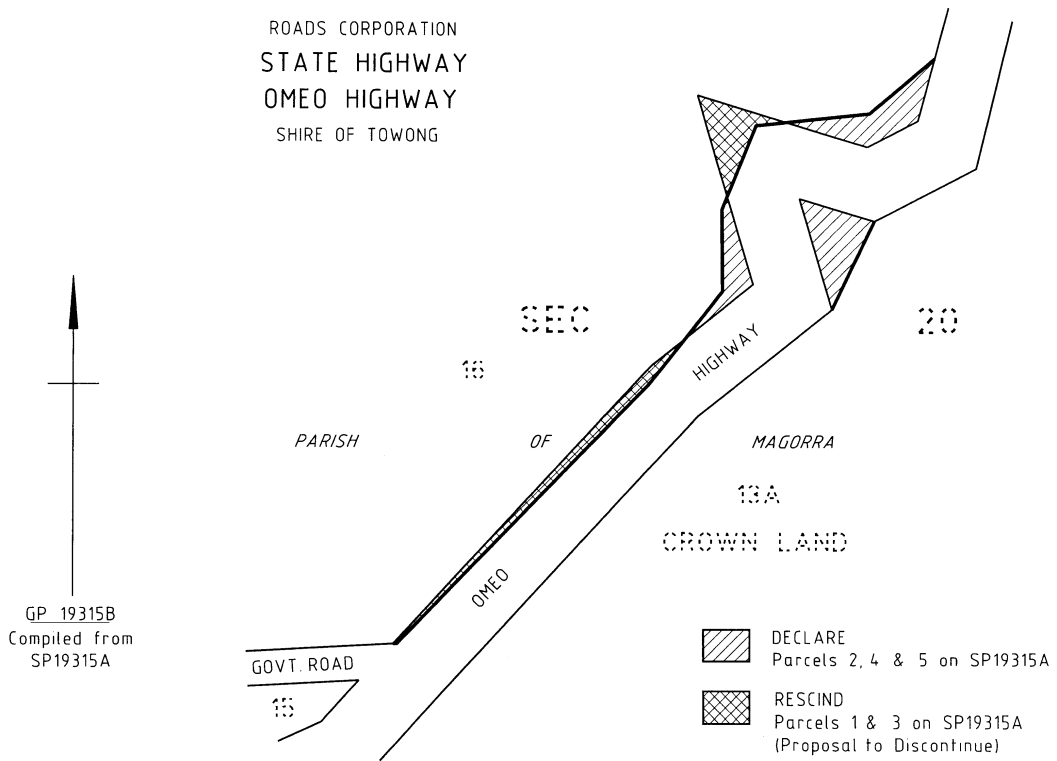 ROADS CORPORATION
STATE HIGHWAY
OMEO HIGHWAY
SHIRE OF TOWONG
SEC
20
HIGHWAY
16
PARISH OF MAGORRA
13A
CROWN LAND
OMEO
GP 19315B
Compiled from
SP19315A
GOVT. ROAD
15
DECLARE
Parcels 2, 4 & 5 on SP19315A
RESCIND
Parcels 1 & 3 on SP19315A
(Proposal to Discontinue)